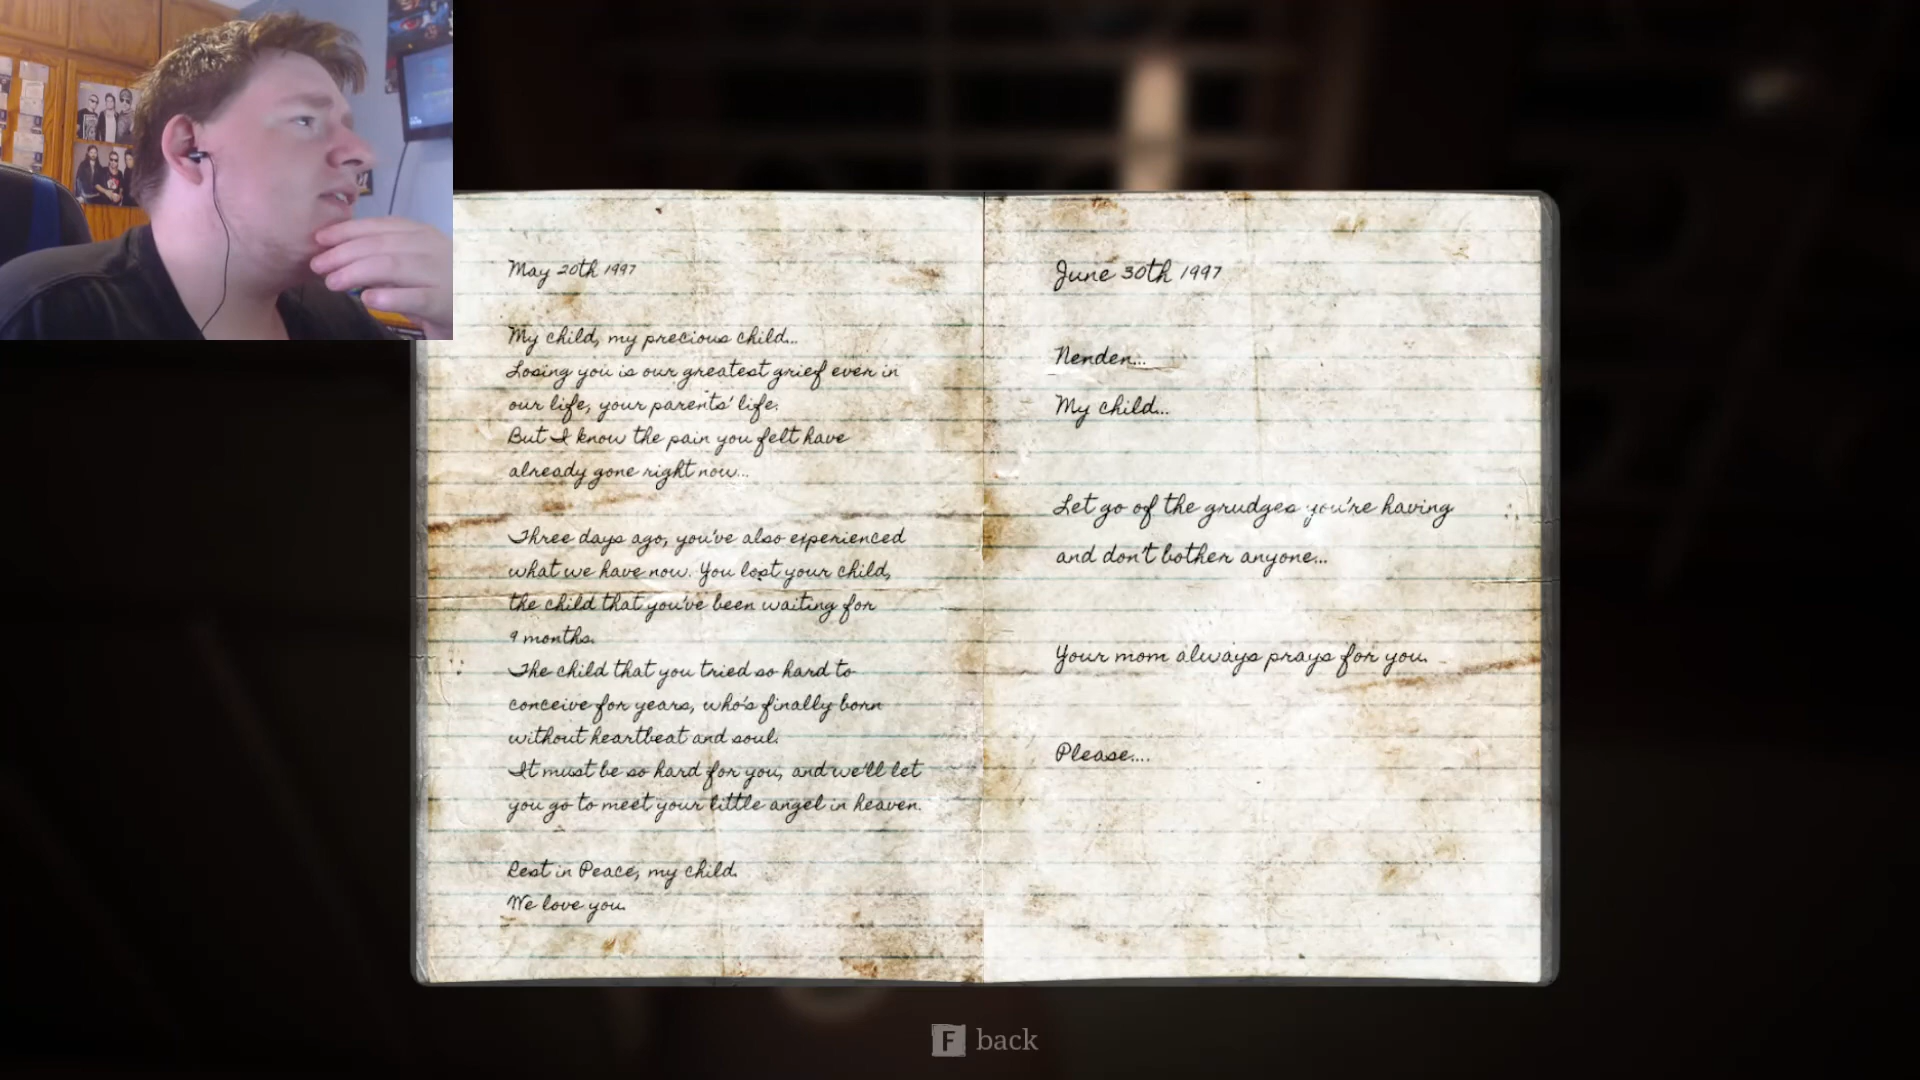 May 20th 1997
My child, my precious child...
Losing you is our greatest grief ever in
our life, your parents' life.
But I know the pain you felt have
already gone right now...
Three days ago, you've also experienced
what we have now. You lost your child,
the child that you've been waiting for
9 months.
The child that you tried so hard to
conceive for years, who's finally born
without heartbeat and soul.
It must be so hard for you, and we'll let
you go to meet your little angel in heaven.
Rest in Peace, my child.
We love you.
June 30th 1997
Nenden...
My child...
Let go of the grudges you're having
and don't bother anyone...
Your mom always prays for you.
Please....
F back